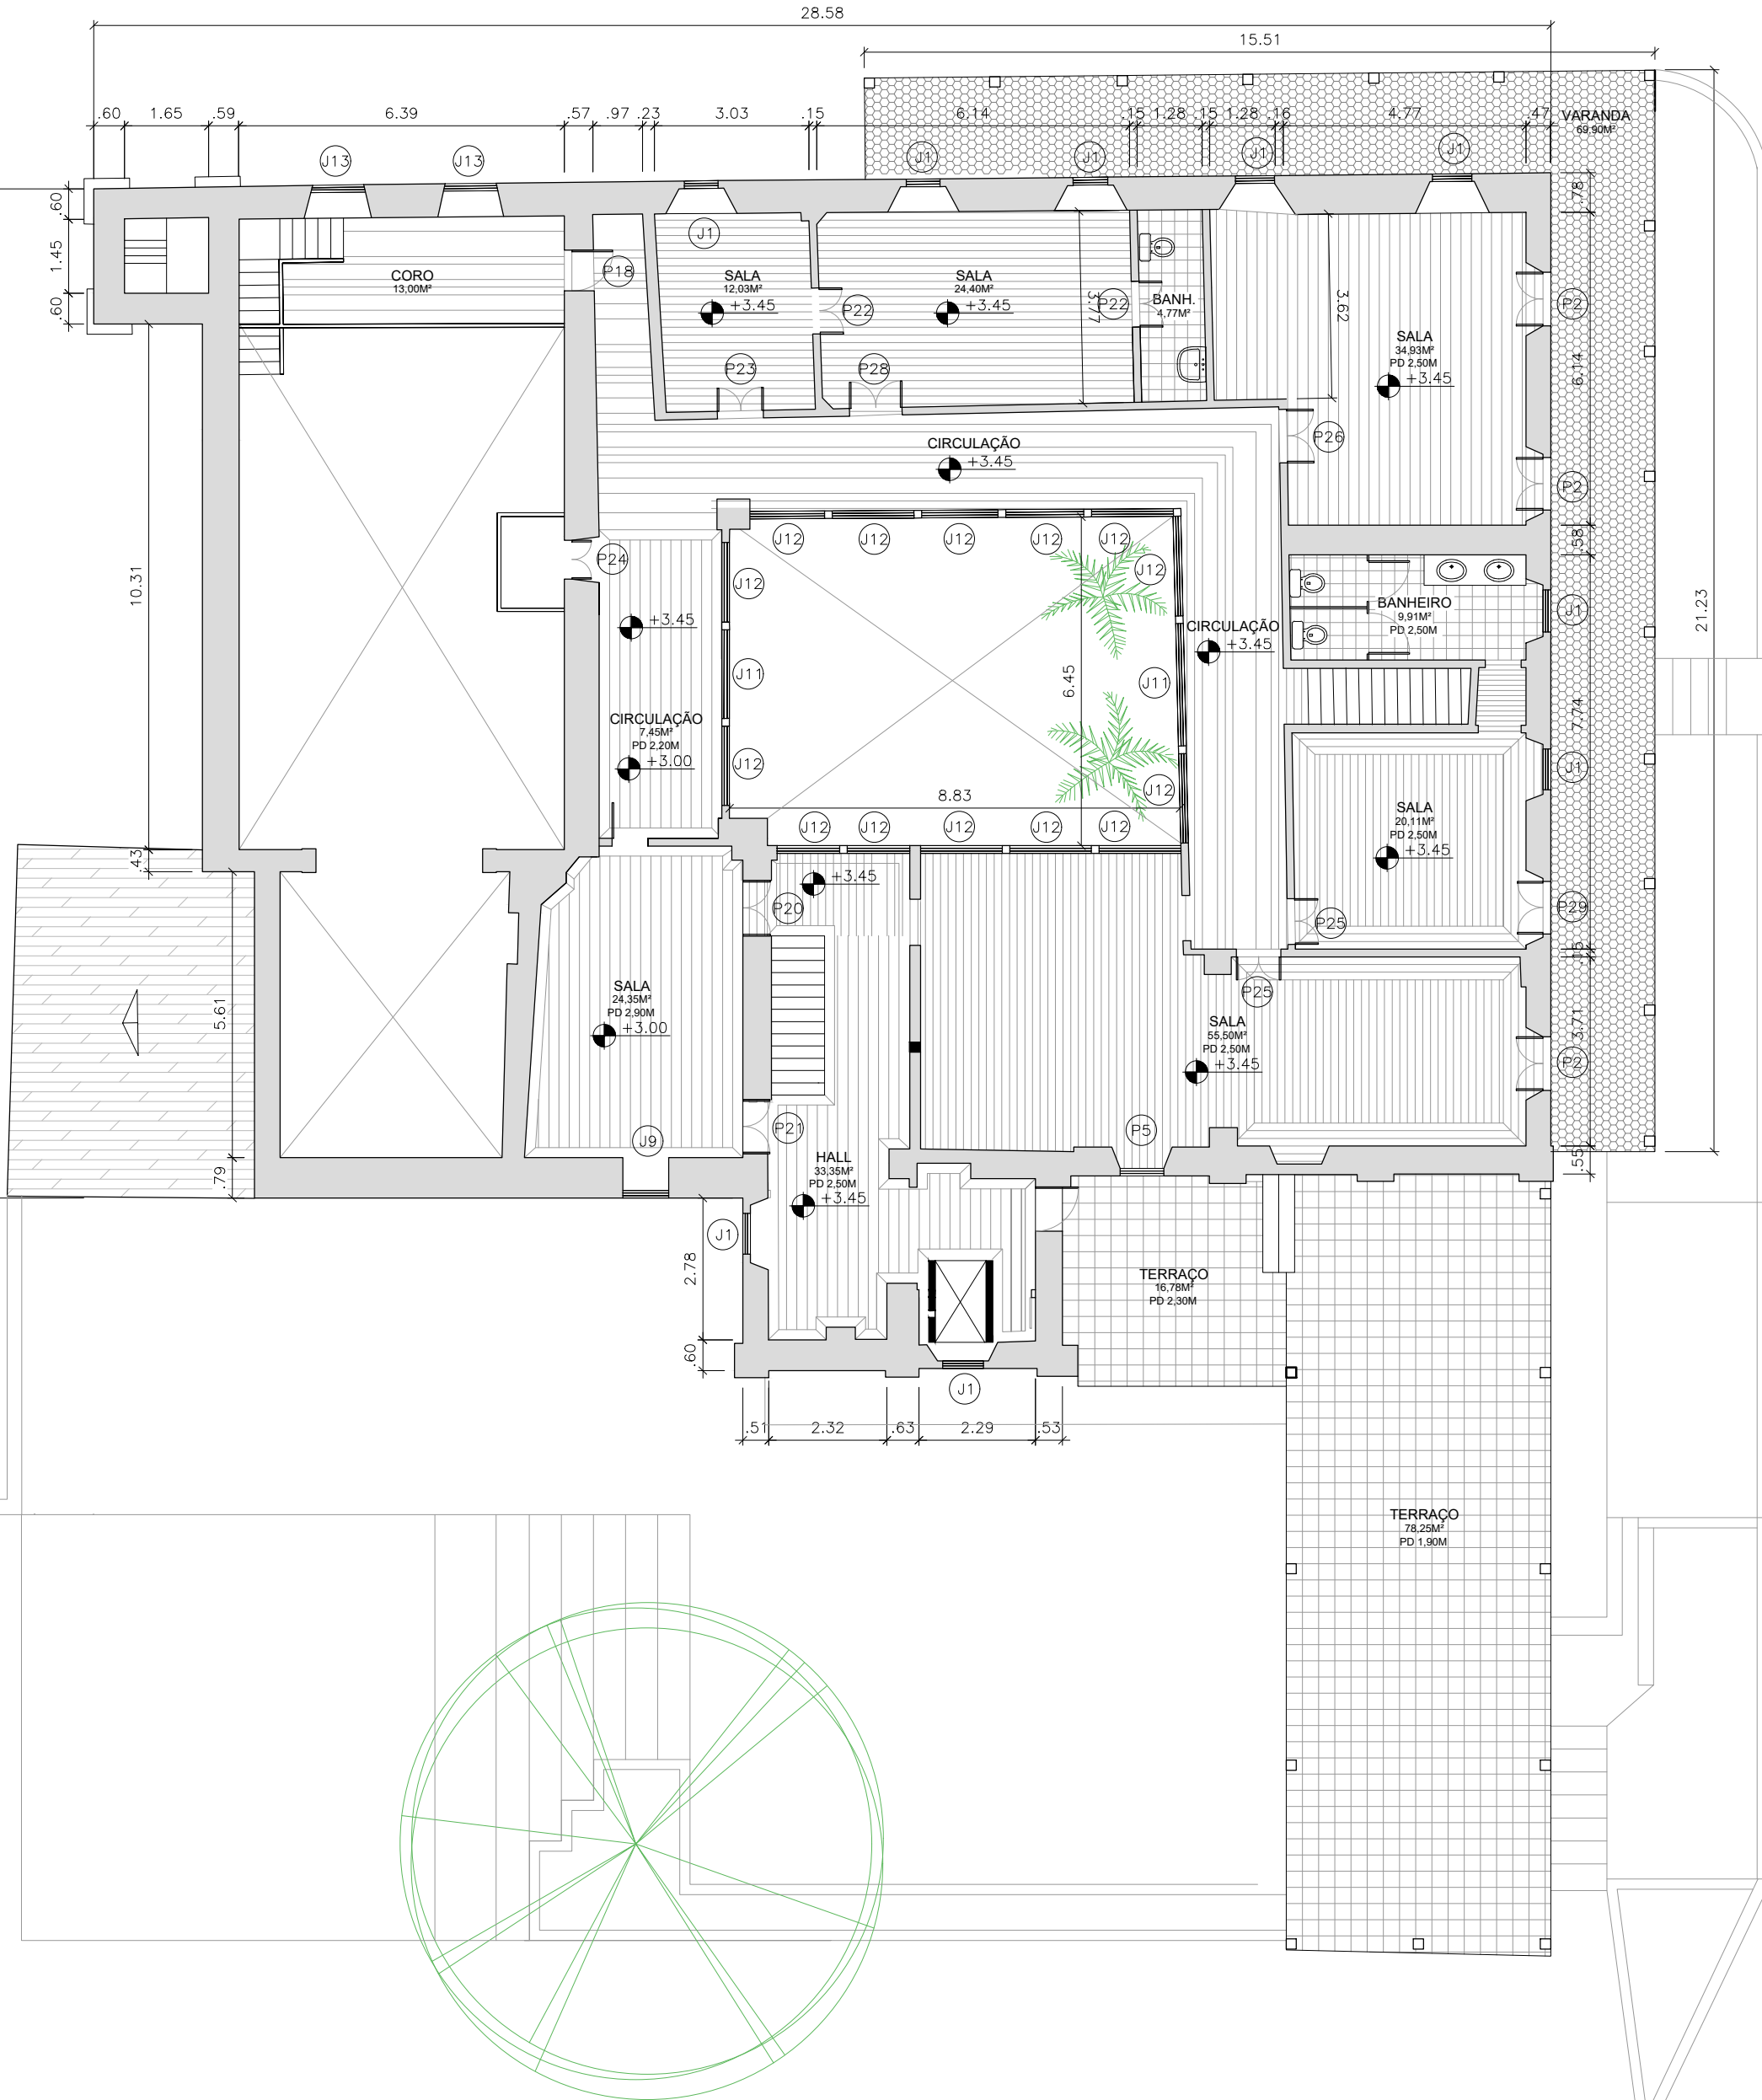 28.58
15.51
.60
1.65
.59
6.39
.57
.97
.23
3.03
.15
6.14
.15
1.28
.15
1.28
.16
4.77
.47
VARANDA
69,90M²
J13
J13
J1
J1
J1
J1
.60
1.45
.60
.78
J1
CORO
13,00M²
P18
SALA
12,03M²
+3.45
P22
SALA
24,40M²
+3.45
3.77
P22
BANH.
4,77M²
3.62
SALA
34,93M²
PD 2,50M
+3.45
P2
6.14
P23
P28
P26
P2
CIRCULAÇÃO
+3.45
.58
J12
J12
J12
J12
J12
J12
J12
P24
10.31
+3.45
J11
6.45
J11
CIRCULAÇÃO
+3.45
BANHEIRO
9,91M²
PD 2,50M
J1
21.23
CIRCULAÇÃO
7,45M²
PD 2,20M
+3.00
J12
8.83
J12
7.74
J1
J12
J12
J12
J12
J12
SALA
20,11M²
PD 2,50M
+3.45
.43
+3.45
P20
P25
P29
.15
SALA
24,35M²
PD 2,90M
+3.00
5.61
P25
SALA
55,50M²
PD 2,50M
+3.45
3.71
P2
J9
P21
P5
HALL
33,35M²
PD 2,50M
+3.45
.79
.55
J1
2.78
TERRAÇO
16,78M²
PD 2,30M
.60
J1
.51
2.32
.63
2.29
.53
TERRAÇO
78,25M²
PD 1,90M